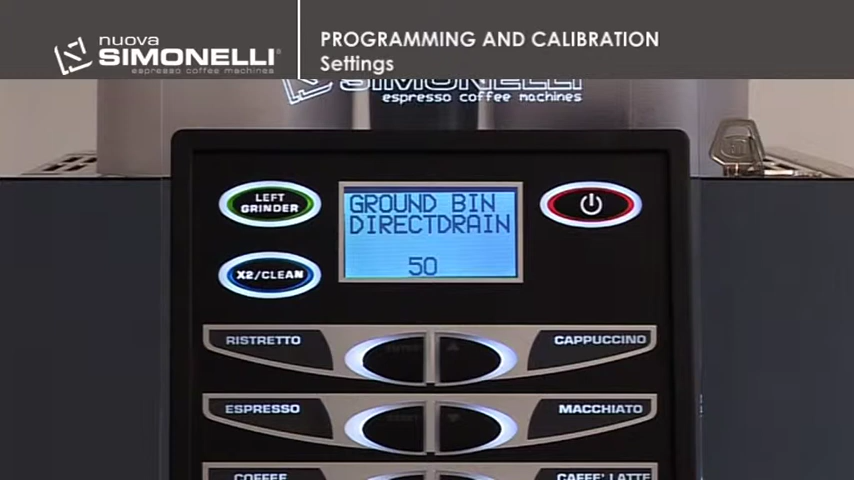 nuova
SIMONELLI
espresso coffee machines
PROGRAMMING AND CALIBRATION
Settings
SIMONELLI
espresso coffee machines
LEFT
GRINDER
GROUND BIN
DIRECTDRAIN
50
X2/CLEAN
RISTRETTO
CAPPUCCINO
ESPRESSO
MACCHIATO
COFFEE
CAFFE' LATTE